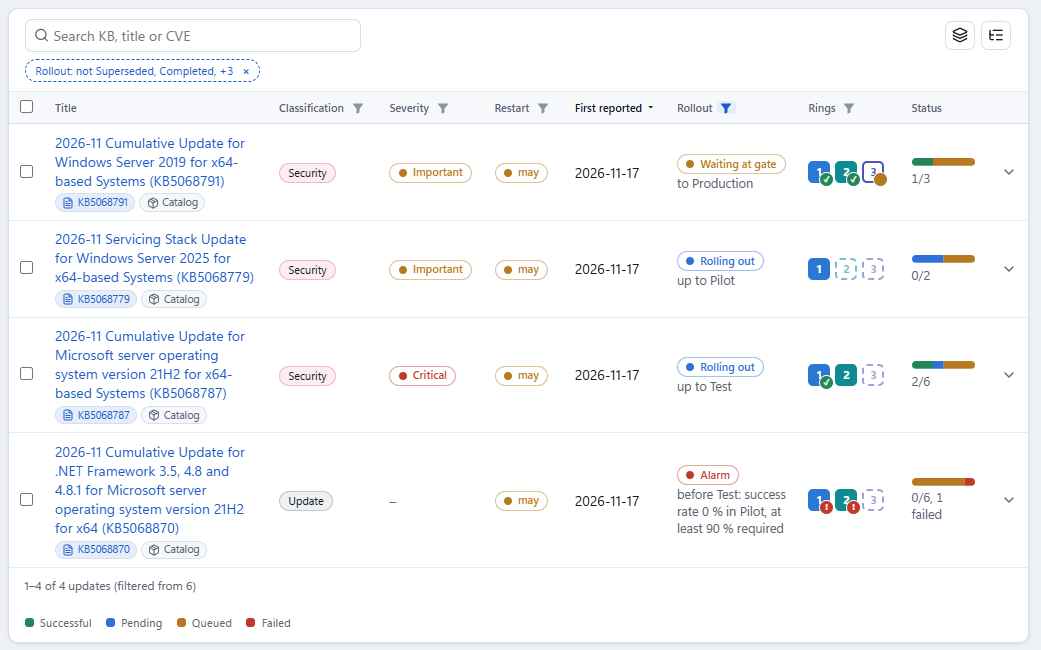 Search KB, title or CVE
Rollout: not Superseded, Completed, +3 ×
Title Classification Severity Restart First reported Rollout Rings Status
2026-11 Cumulative Update for
Windows Server 2019 for x64-
based Systems (KB5068791)
KB5068791 Catalog
Security
Important
may
2026-11-17
Waiting at gate
to Production
1 2 3
1/3
2026-11 Servicing Stack Update
for Windows Server 2025 for
x64-based Systems (KB5068779)
KB5068779 Catalog
Security
Important
may
2026-11-17
Rolling out
up to Pilot
1 2 3
0/2
2026-11 Cumulative Update for
Microsoft server operating
system version 21H2 for x64-
based Systems (KB5068787)
KB5068787 Catalog
Security
Critical
may
2026-11-17
Rolling out
up to Test
1 2 3
2/6
2026-11 Cumulative Update for
.NET Framework 3.5, 4.8 and
4.8.1 for Microsoft server
operating system version 21H2
for x64 (KB5068870)
KB5068870 Catalog
Update
–
may
2026-11-17
Alarm
before Test: success
rate 0 % in Pilot, at
least 90 % required
1 2 3
0/6, 1
failed
1–4 of 4 updates (filtered from 6)
Successful Pending Queued Failed